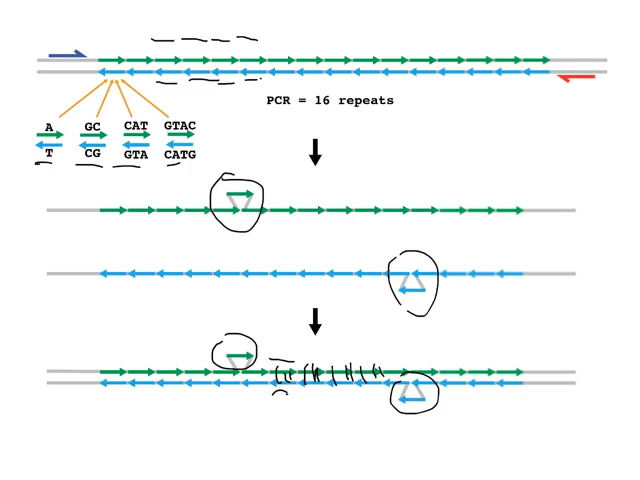 PCR = 16 repeats
A GC CAT GTAC
T CG GTA CATG